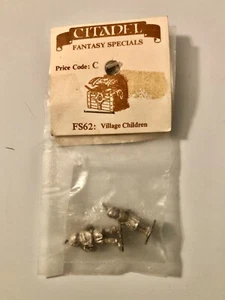 CITADEL
FANTASY SPECIALS
Price Code: C
FS62: Village Children